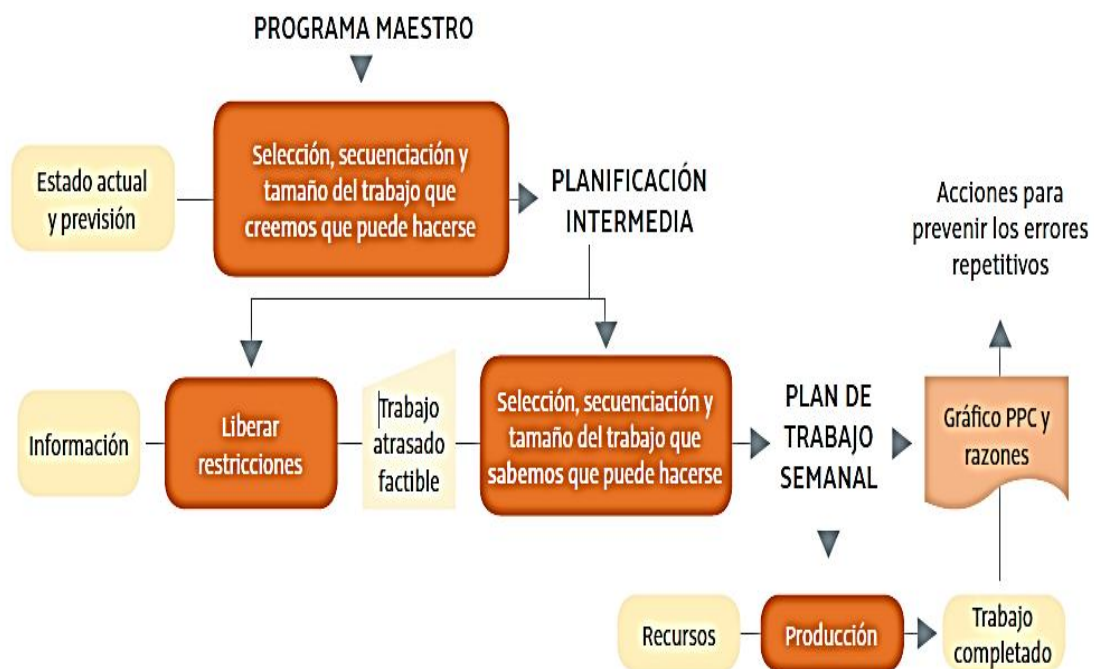 PROGRAMA MAESTRO
Estado actual
y previsión
Selección, secuenciación y
tamaño del trabajo que
creemos que puede hacerse
PLANIFICACIÓN
INTERMEDIA
Acciones para
prevenir los errores
repetitivos
Información
Liberar
restricciones
Trabajo
atrasado
factible
Selección, secuenciación y
tamaño del trabajo que
sabemos que puede hacerse
PLAN DE
TRABAJO
SEMANAL
Gráfico PPC y
razones
Recursos
Producción
Trabajo
completado